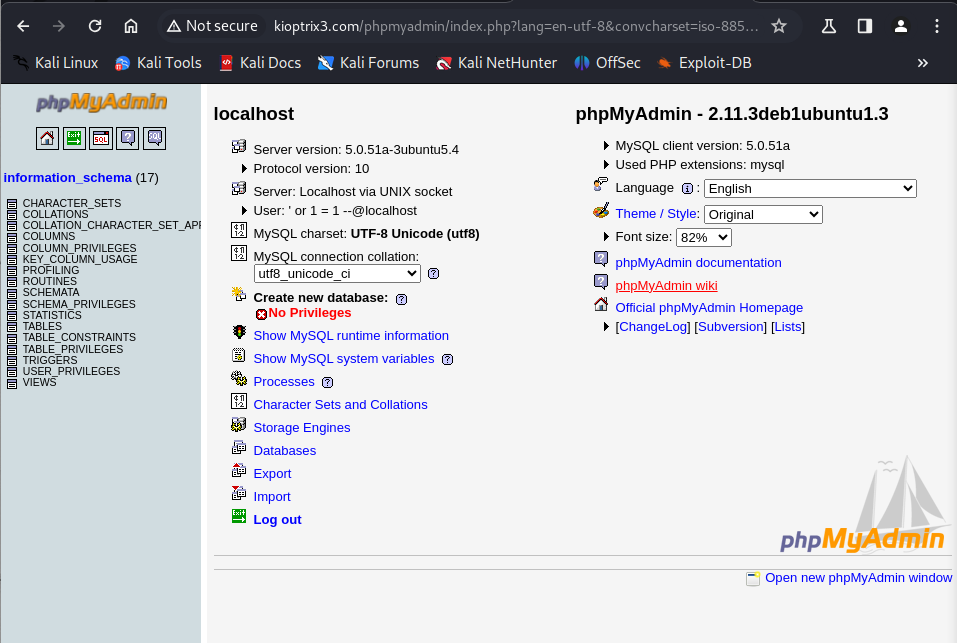 Not secure kioptrix3.com/phpmyadmin/index.php?lang=en-utf-8&convcharset=iso-885...
Kali Linux Kali Tools Kali Docs Kali Forums Kali NetHunter OffSec Exploit-DB »
phpMyAdmin
SQL
information_schema (17)
CHARACTER_SETS
COLLATIONS
COLLATION_CHARACTER_SET_APP
COLUMNS
COLUMN_PRIVILEGES
KEY_COLUMN_USAGE
PROFILING
ROUTINES
SCHEMATA
SCHEMA_PRIVILEGES
STATISTICS
TABLES
TABLE_CONSTRAINTS
TABLE_PRIVILEGES
TRIGGERS
USER_PRIVILEGES
VIEWS
localhost
Server version: 5.0.51a-3ubuntu5.4
Protocol version: 10
Server: Localhost via UNIX socket
User: ' or 1 = 1 --@localhost
MySQL charset: UTF-8 Unicode (utf8)
MySQL connection collation:
utf8_unicode_ci
Create new database:
No Privileges
Show MySQL runtime information
Show MySQL system variables
Processes
Character Sets and Collations
Storage Engines
Databases
Export
Import
Log out
phpMyAdmin - 2.11.3deb1ubuntu1.3
MySQL client version: 5.0.51a
Used PHP extensions: mysql
Language : English
Theme / Style: Original
Font size: 82%
phpMyAdmin documentation
phpMyAdmin wiki
Official phpMyAdmin Homepage
[ChangeLog] [Subversion] [Lists]
phpMyAdmin
Open new phpMyAdmin window